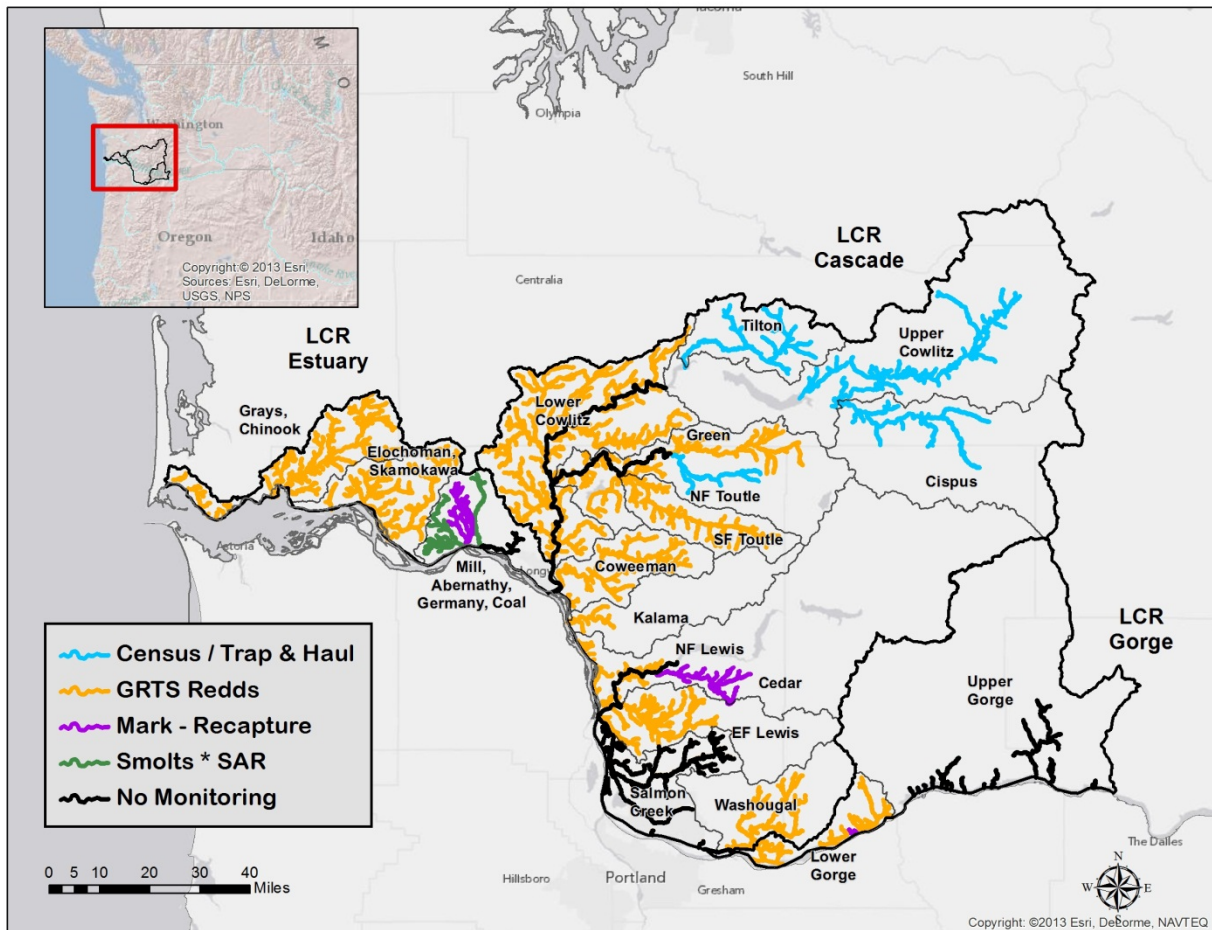 Tacoma
South Hill
Olympia
M
O
Washington
Oregon
Idaho
Copyright:© 2013 Esri,
Sources: Esri, DeLorme,
USGS, NPS
Centralia
LCR
Cascade
LCR
Estuary
Tilton
Upper
Cowlitz
Grays,
Chinook
Lower
Cowlitz
Green
Elochoman,
Skamokawa
Cispus
NF Toutle
SF Toutle
Astoria
Coweeman
Mill,
Abernathy,
Germany, Coal
Kalama
LCR
Gorge
NF Lewis
Cedar
Upper
Gorge
EF Lewis
Salmon
Creek
Washougal
Lower
Gorge
The Dalles
Hillsboro
Portland
Gresham
Census / Trap & Haul
GRTS Redds
Mark - Recapture
Smolts * SAR
No Monitoring
0 5 10 20 30 40
Miles
N
W E
S
Copyright: ©2013 Esri, DeLorme, NAVTEQ